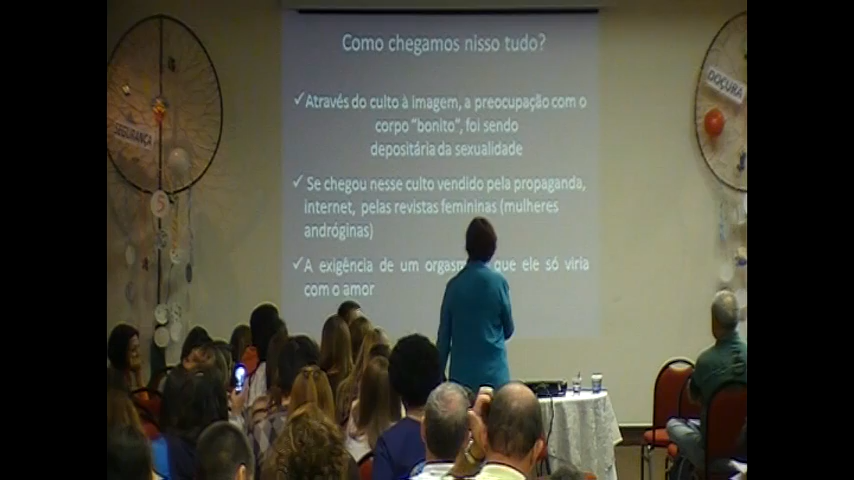 Como chegamos nisso tudo?
✓Através do culto à imagem, a preocupação com o
corpo "bonito", foi sendo
depositária da sexualidade
✓ Se chegou nesse culto vendido pela propaganda,
internet, pelas revistas femininas (mulheres
andróginas)
✓A exigência de um que ele só viria
com o amor
SEGURANÇA
5
DOÇURA